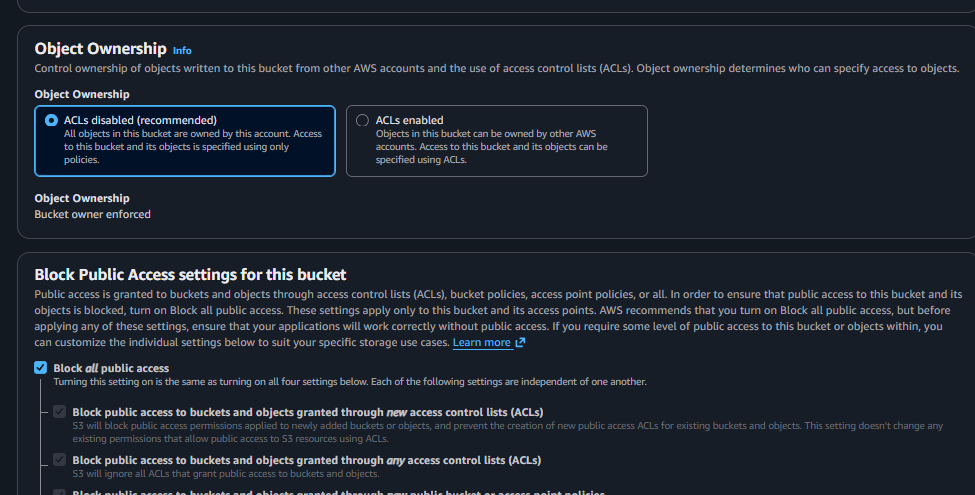 Object Ownership Info
Control ownership of objects written to this bucket from other AWS accounts and the use of access control lists (ACLs). Object ownership determines who can specify access to objects.
Object Ownership
ACLs disabled (recommended)
All objects in this bucket are owned by this account. Access
to this bucket and its objects is specified using only
policies.
ACLs enabled
Objects in this bucket can be owned by other AWS
accounts. Access to this bucket and its objects can be
specified using ACLs.
Object Ownership
Bucket owner enforced
Block Public Access settings for this bucket
Public access is granted to buckets and objects through access control lists (ACLs), bucket policies, access point policies, or all. In order to ensure that public access to this bucket and its
objects is blocked, turn on Block all public access. These settings apply only to this bucket and its access points. AWS recommends that you turn on Block all public access, but before
applying any of these settings, ensure that your applications will work correctly without public access. If you require some level of public access to this bucket or objects within, you
can customize the individual settings below to suit your specific storage use cases. Learn more
Block all public access
Turning this setting on is the same as turning on all four settings below. Each of the following settings are independent of one another.
Block public access to buckets and objects granted through new access control lists (ACLs)
S3 will block public access permissions applied to newly added buckets or objects, and prevent the creation of new public access ACLs for existing buckets and objects. This setting doesn't change any
existing permissions that allow public access to S3 resources using ACLs.
Block public access to buckets and objects granted through any access control lists (ACLs)
S3 will ignore all ACLs that grant public access to buckets and objects.
Block public access to buckets and objects granted through new public bucket or access point policies